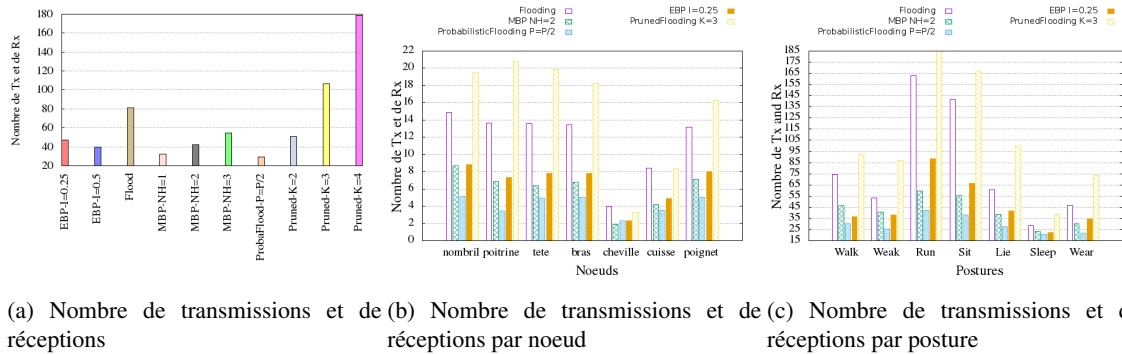 Nombre de Tx et de Rx
180
160
140
120
100
80
60
40
20
EBP-I=0.25
EBP-I=0.5
Flood
MBP-NH=1
MBP-NH=2
MBP-NH=3
ProbaFlood-P=P/2
Pruned-K=2
Pruned-K=3
Pruned-K=4
(a) Nombre de transmissions et de
réceptions
Flooding
MBP NH=2
ProbabilisticFlooding P=P/2
EBP I=0.25
PrunedFlooding K=3
Nombre de Tx et de Rx
22
20
18
16
14
12
10
8
6
4
2
0
nombril poitrine tete bras cheville cuisse poignet
Noeuds
(b) Nombre de transmissions et de
réceptions par noeud
Flooding
MBP NH=2
ProbabilisticFlooding P=P/2
EBP I=0.25
PrunedFlooding K=3
Nombre de Tx and Rx
185
175
165
155
145
135
125
115
105
95
85
75
65
55
45
35
25
15
Walk Weak Run Sit Lie Sleep Wear
Postures
(c) Nombre de transmissions et
réceptions par posture